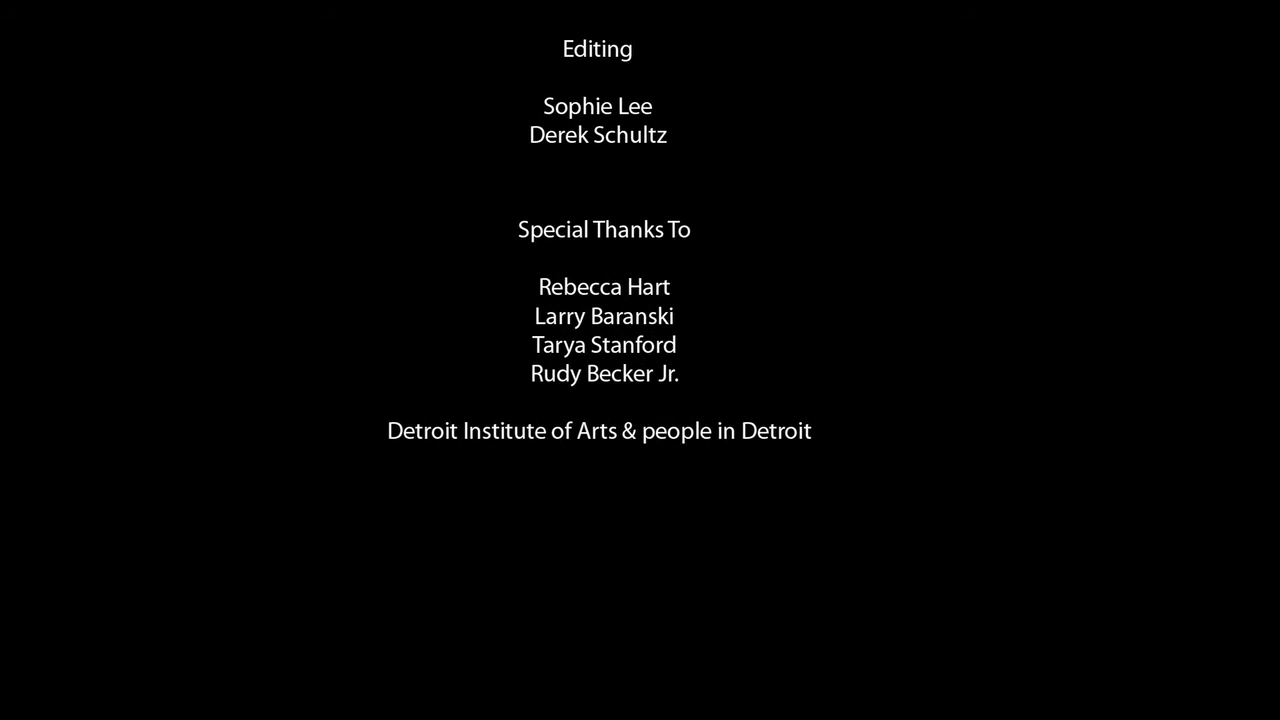 Editing
Sophie Lee
Derek Schultz
Special Thanks To
Rebecca Hart
Larry Baranski
Tarya Stanford
Rudy Becker Jr.
Detroit Institute of Arts & people in Detroit